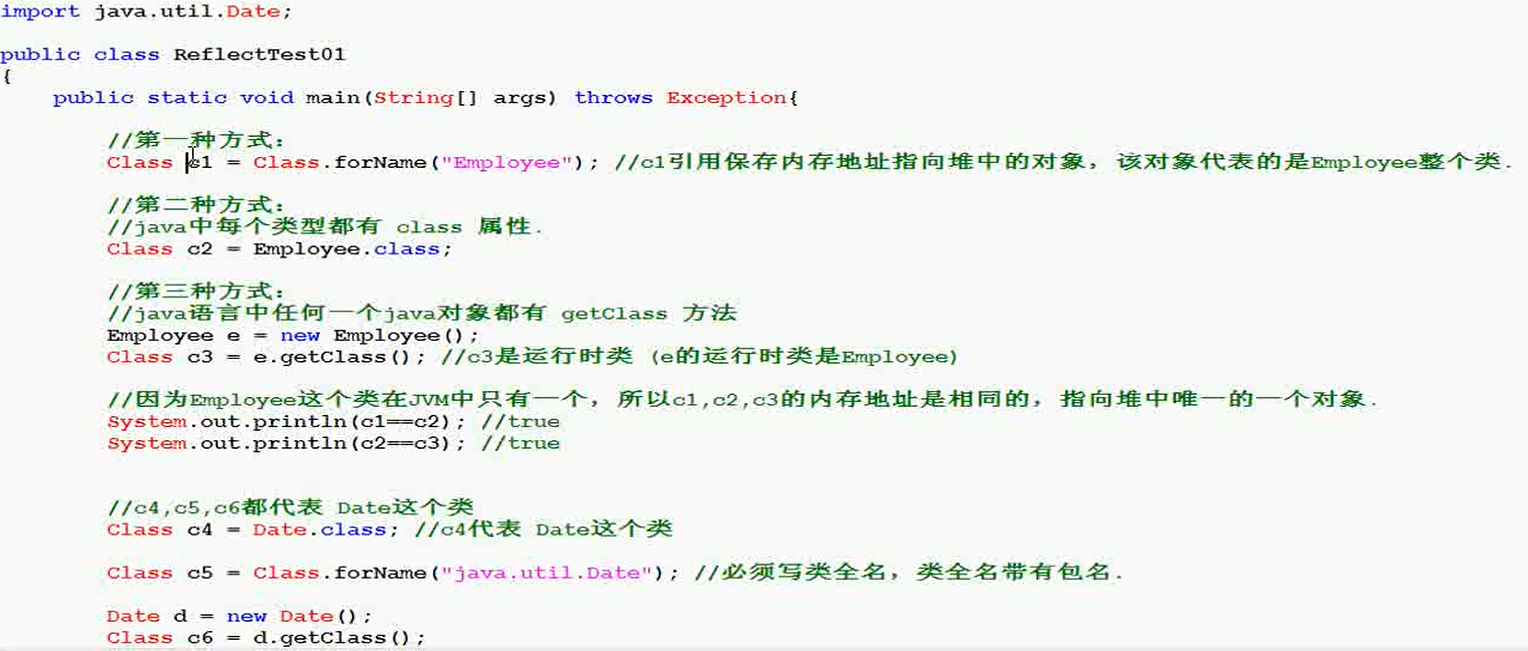 import java.util.Date;
public class ReflectTest01
{
public static void main(String[] args) throws Exception{
//第一种方式：
Class c1 = Class.forName("Employee"); //c1引用保存内存地址指向堆中的对象，该对象代表的是Employee整个类.
//第二种方式：
//java中每个类型都有 class 属性.
Class c2 = Employee.class;
//第三种方式：
//java语言中任何一个java对象都有 getClass 方法
Employee e = new Employee();
Class c3 = e.getClass(); //c3是运行时类 (e的运行时类是Employee)
//因为Employee这个类在JVM中只有一个，所以c1,c2,c3的内存地址是相同的，指向堆中唯一的一个对象.
System.out.println(c1==c2); //true
System.out.println(c2==c3); //true
//c4,c5,c6都代表 Date这个类
Class c4 = Date.class; //c4代表 Date这个类
Class c5 = Class.forName("java.util.Date"); //必须写类全名，类全名带有包名.
Date d = new Date();
Class c6 = d.getClass();